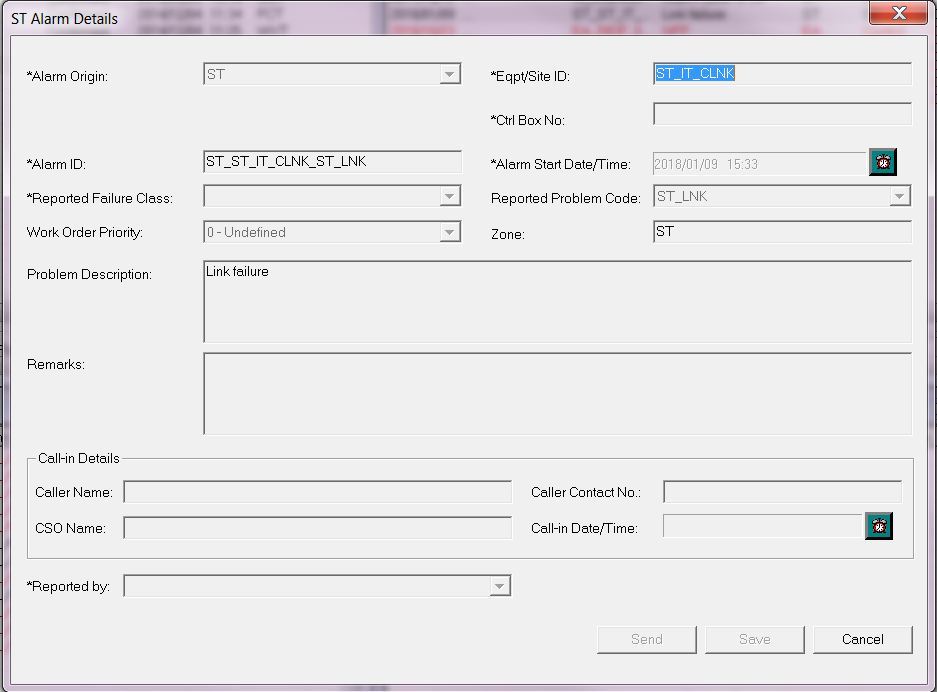 ST Alarm Details
*Alarm Origin: ST *Eqpt/Site ID: ST_IT_CLNK
*Ctrl Box No:
*Alarm ID: ST_ST_IT_CLNK_ST_LNK *Alarm Start Date/Time: 2018/01/09 15:33
*Reported Failure Class: Reported Problem Code: ST_LNK
Work Order Priority: 0 - Undefined Zone: ST
Problem Description: Link failure
Remarks:
Call-in Details
Caller Name: Caller Contact No.:
CSO Name: Call-in Date/Time:
*Reported by:
Send Save Cancel